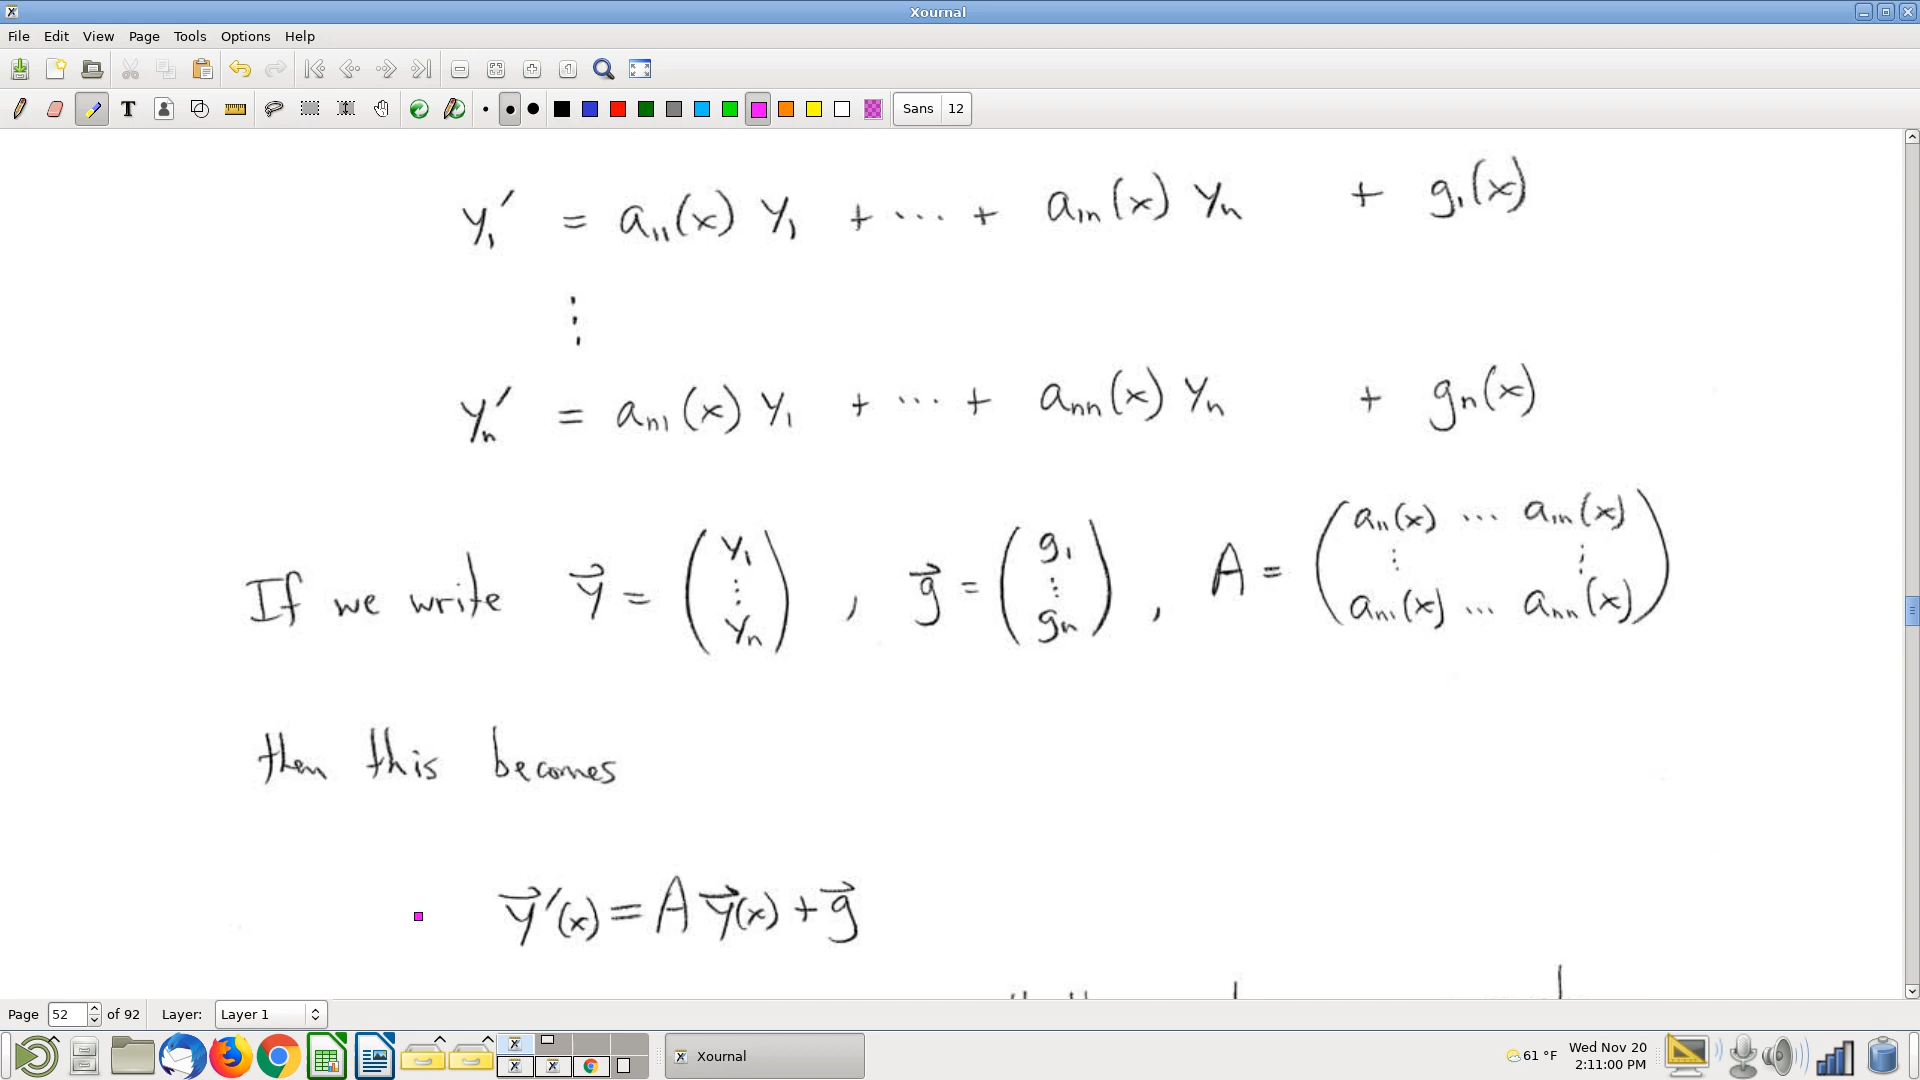 Xournal
File Edit View Page Tools Options Help
Sans 12
y₁′ = a₁₁(x) y₁ + ⋯ + a₁ₙ(x) yₙ + g₁(x)
⋮
yₙ′ = aₙ₁(x) y₁ + ⋯ + aₙₙ(x) yₙ + gₙ(x)
If we write y⃗ = (y₁ ⋮ yₙ) , g⃗ = (g₁ ⋮ gₙ) , A = (a₁₁(x) ⋯ a₁ₙ(x) ⋮ ⋮ aₙ₁(x) ⋯ aₙₙ(x))
then this becomes
y⃗′(x) = A y⃗(x) + g⃗
Page 52 of 92 Layer: Layer 1
Xournal
61 °F
Wed Nov 20
2:11:00 PM